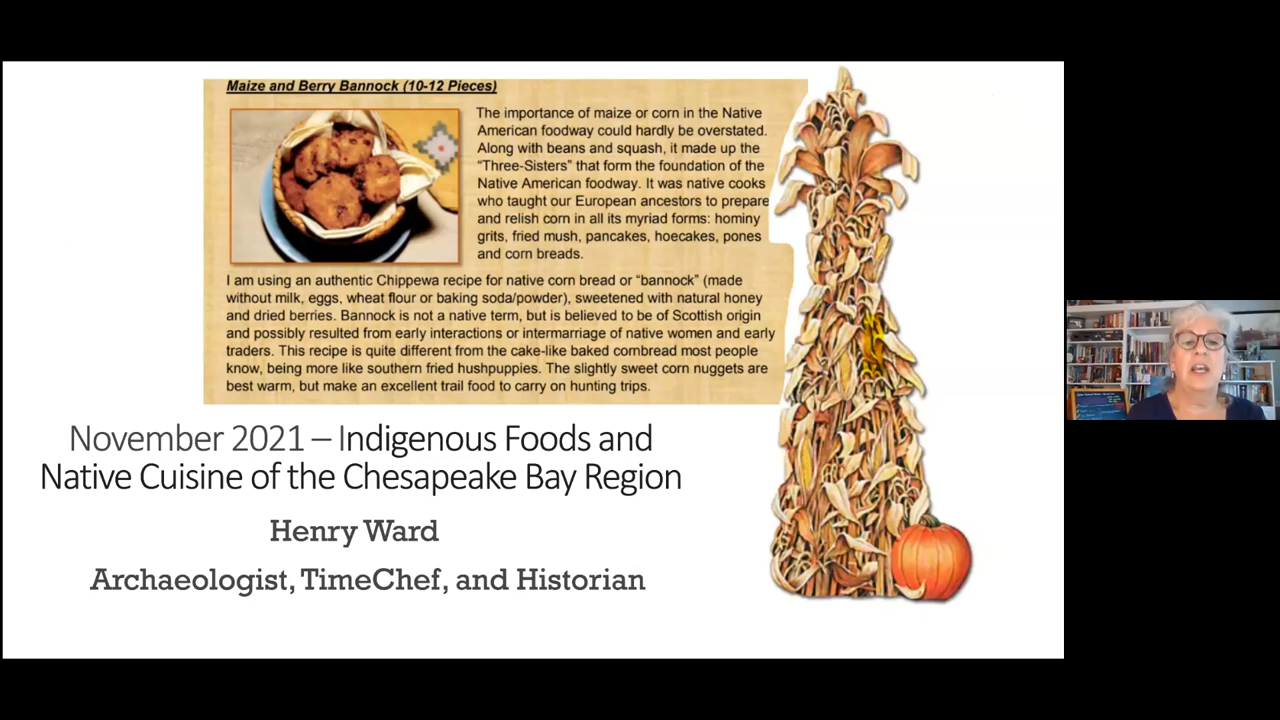 Maize and Berry Bannock (10-12 Pieces)
The importance of maize or corn in the Native
American foodway could hardly be overstated.
Along with beans and squash, it made up the
"Three-Sisters" that form the foundation of the
Native American foodway. It was native cooks
who taught our European ancestors to prepare
and relish corn in all its myriad forms: hominy
grits, fried mush, pancakes, hoecakes, pones
and corn breads.
I am using an authentic Chippewa recipe for native corn bread or "bannock" (made
without milk, eggs, wheat flour or baking soda/powder), sweetened with natural honey
and dried berries. Bannock is not a native term, but is believed to be of Scottish origin
and possibly resulted from early interactions or intermarriage of native women and early
traders. This recipe is quite different from the cake-like baked cornbread most people
know, being more like southern fried hushpuppies. The slightly sweet corn nuggets are
best warm, but make an excellent trail food to carry on hunting trips.
November 2021 – Indigenous Foods and
Native Cuisine of the Chesapeake Bay Region
Henry Ward
Archaeologist, TimeChef, and Historian